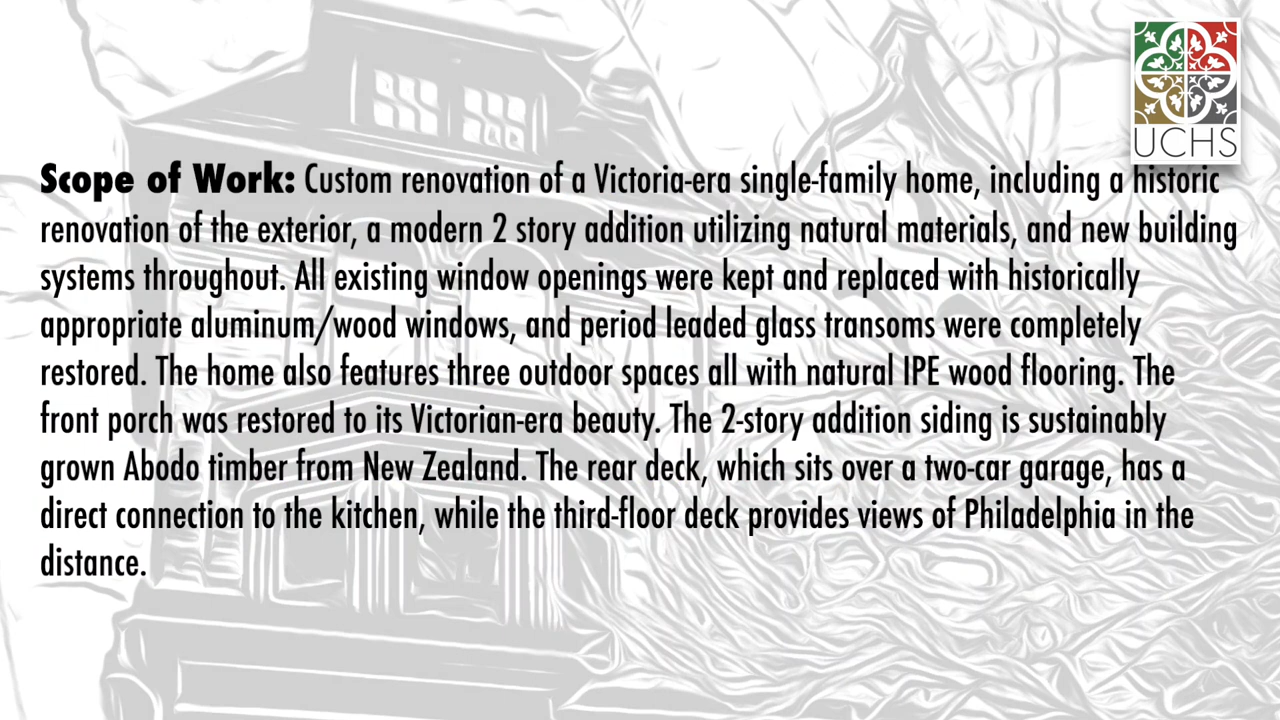 UCHS
Scope of Work: Custom renovation of a Victoria-era single-family home, including a historic
renovation of the exterior, a modern 2 story addition utilizing natural materials, and new building
systems throughout. All existing window openings were kept and replaced with historically
appropriate aluminum/wood windows, and period leaded glass transoms were completely
restored. The home also features three outdoor spaces all with natural IPE wood flooring. The
front porch was restored to its Victorian-era beauty. The 2-story addition siding is sustainably
grown Abodo timber from New Zealand. The rear deck, which sits over a two-car garage, has a
direct connection to the kitchen, while the third-floor deck provides views of Philadelphia in the
distance.